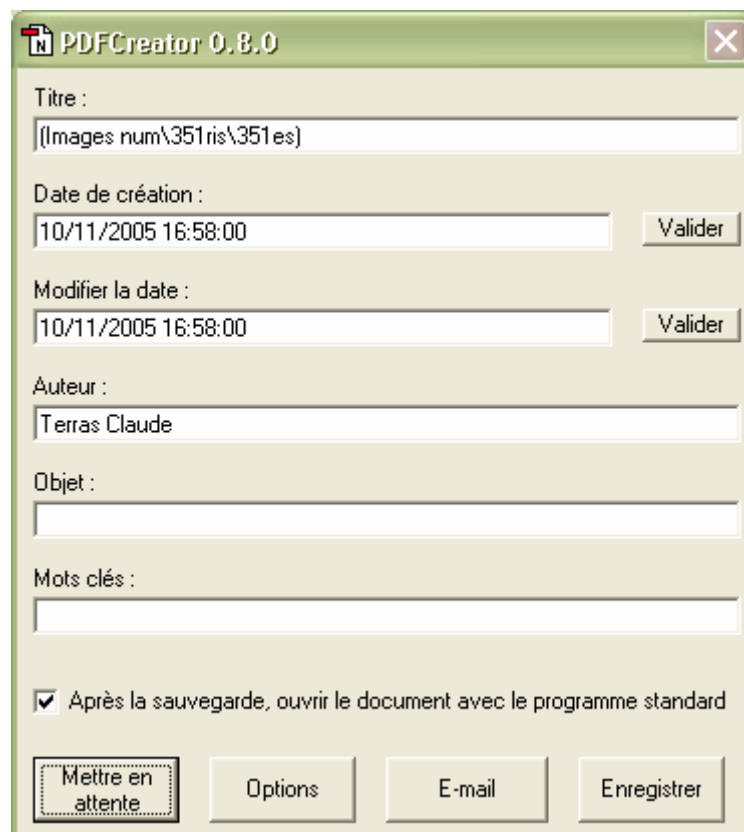 PDFCreator 0.8.0
Titre :
(Images num\351ris\351es)
Date de création :
10/11/2005 16:58:00
Valider
Modifier la date :
10/11/2005 16:58:00
Valider
Auteur :
Terras Claude
Objet :
Mots clés :
Après la sauvegarde, ouvrir le document avec le programme standard
Mettre en
attente
Options
E-mail
Enregistrer